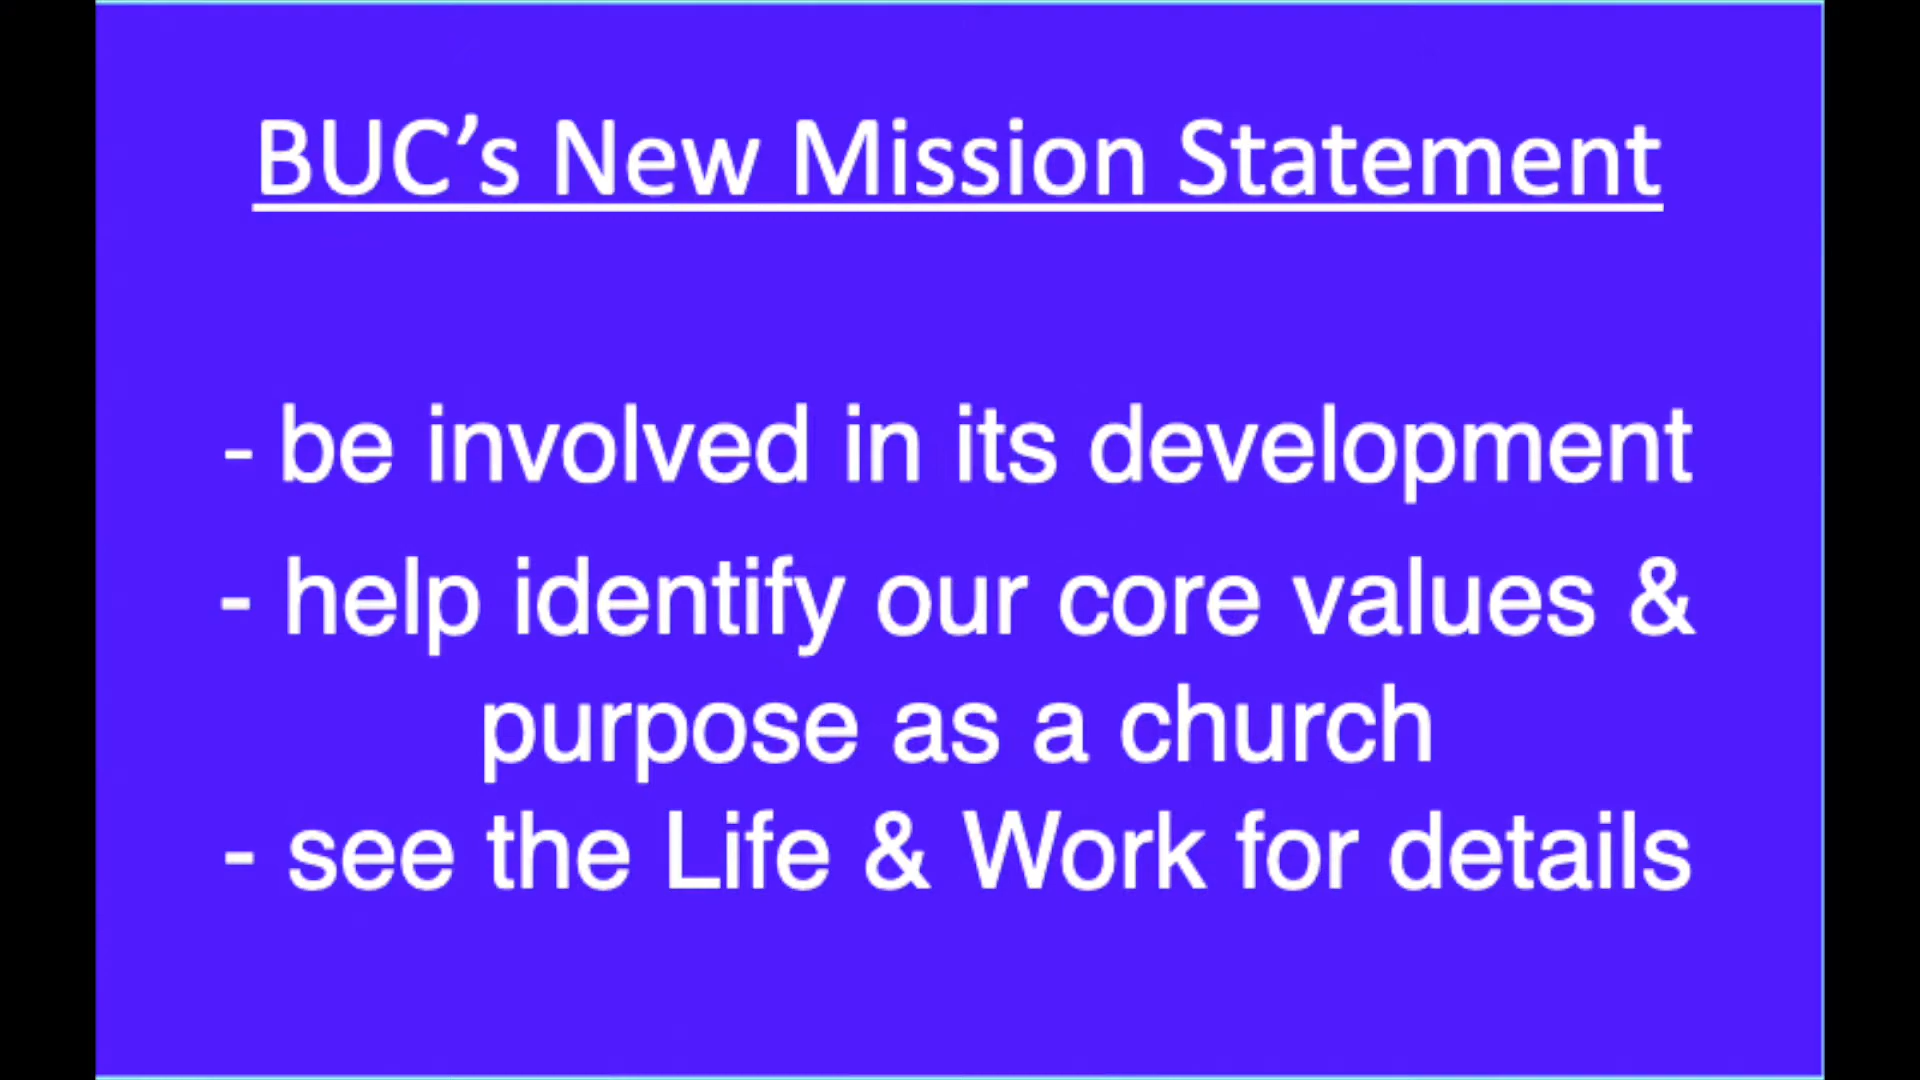 BUC’s New Mission Statement
- be involved in its development
- help identify our core values &
purpose as a church
- see the Life & Work for details